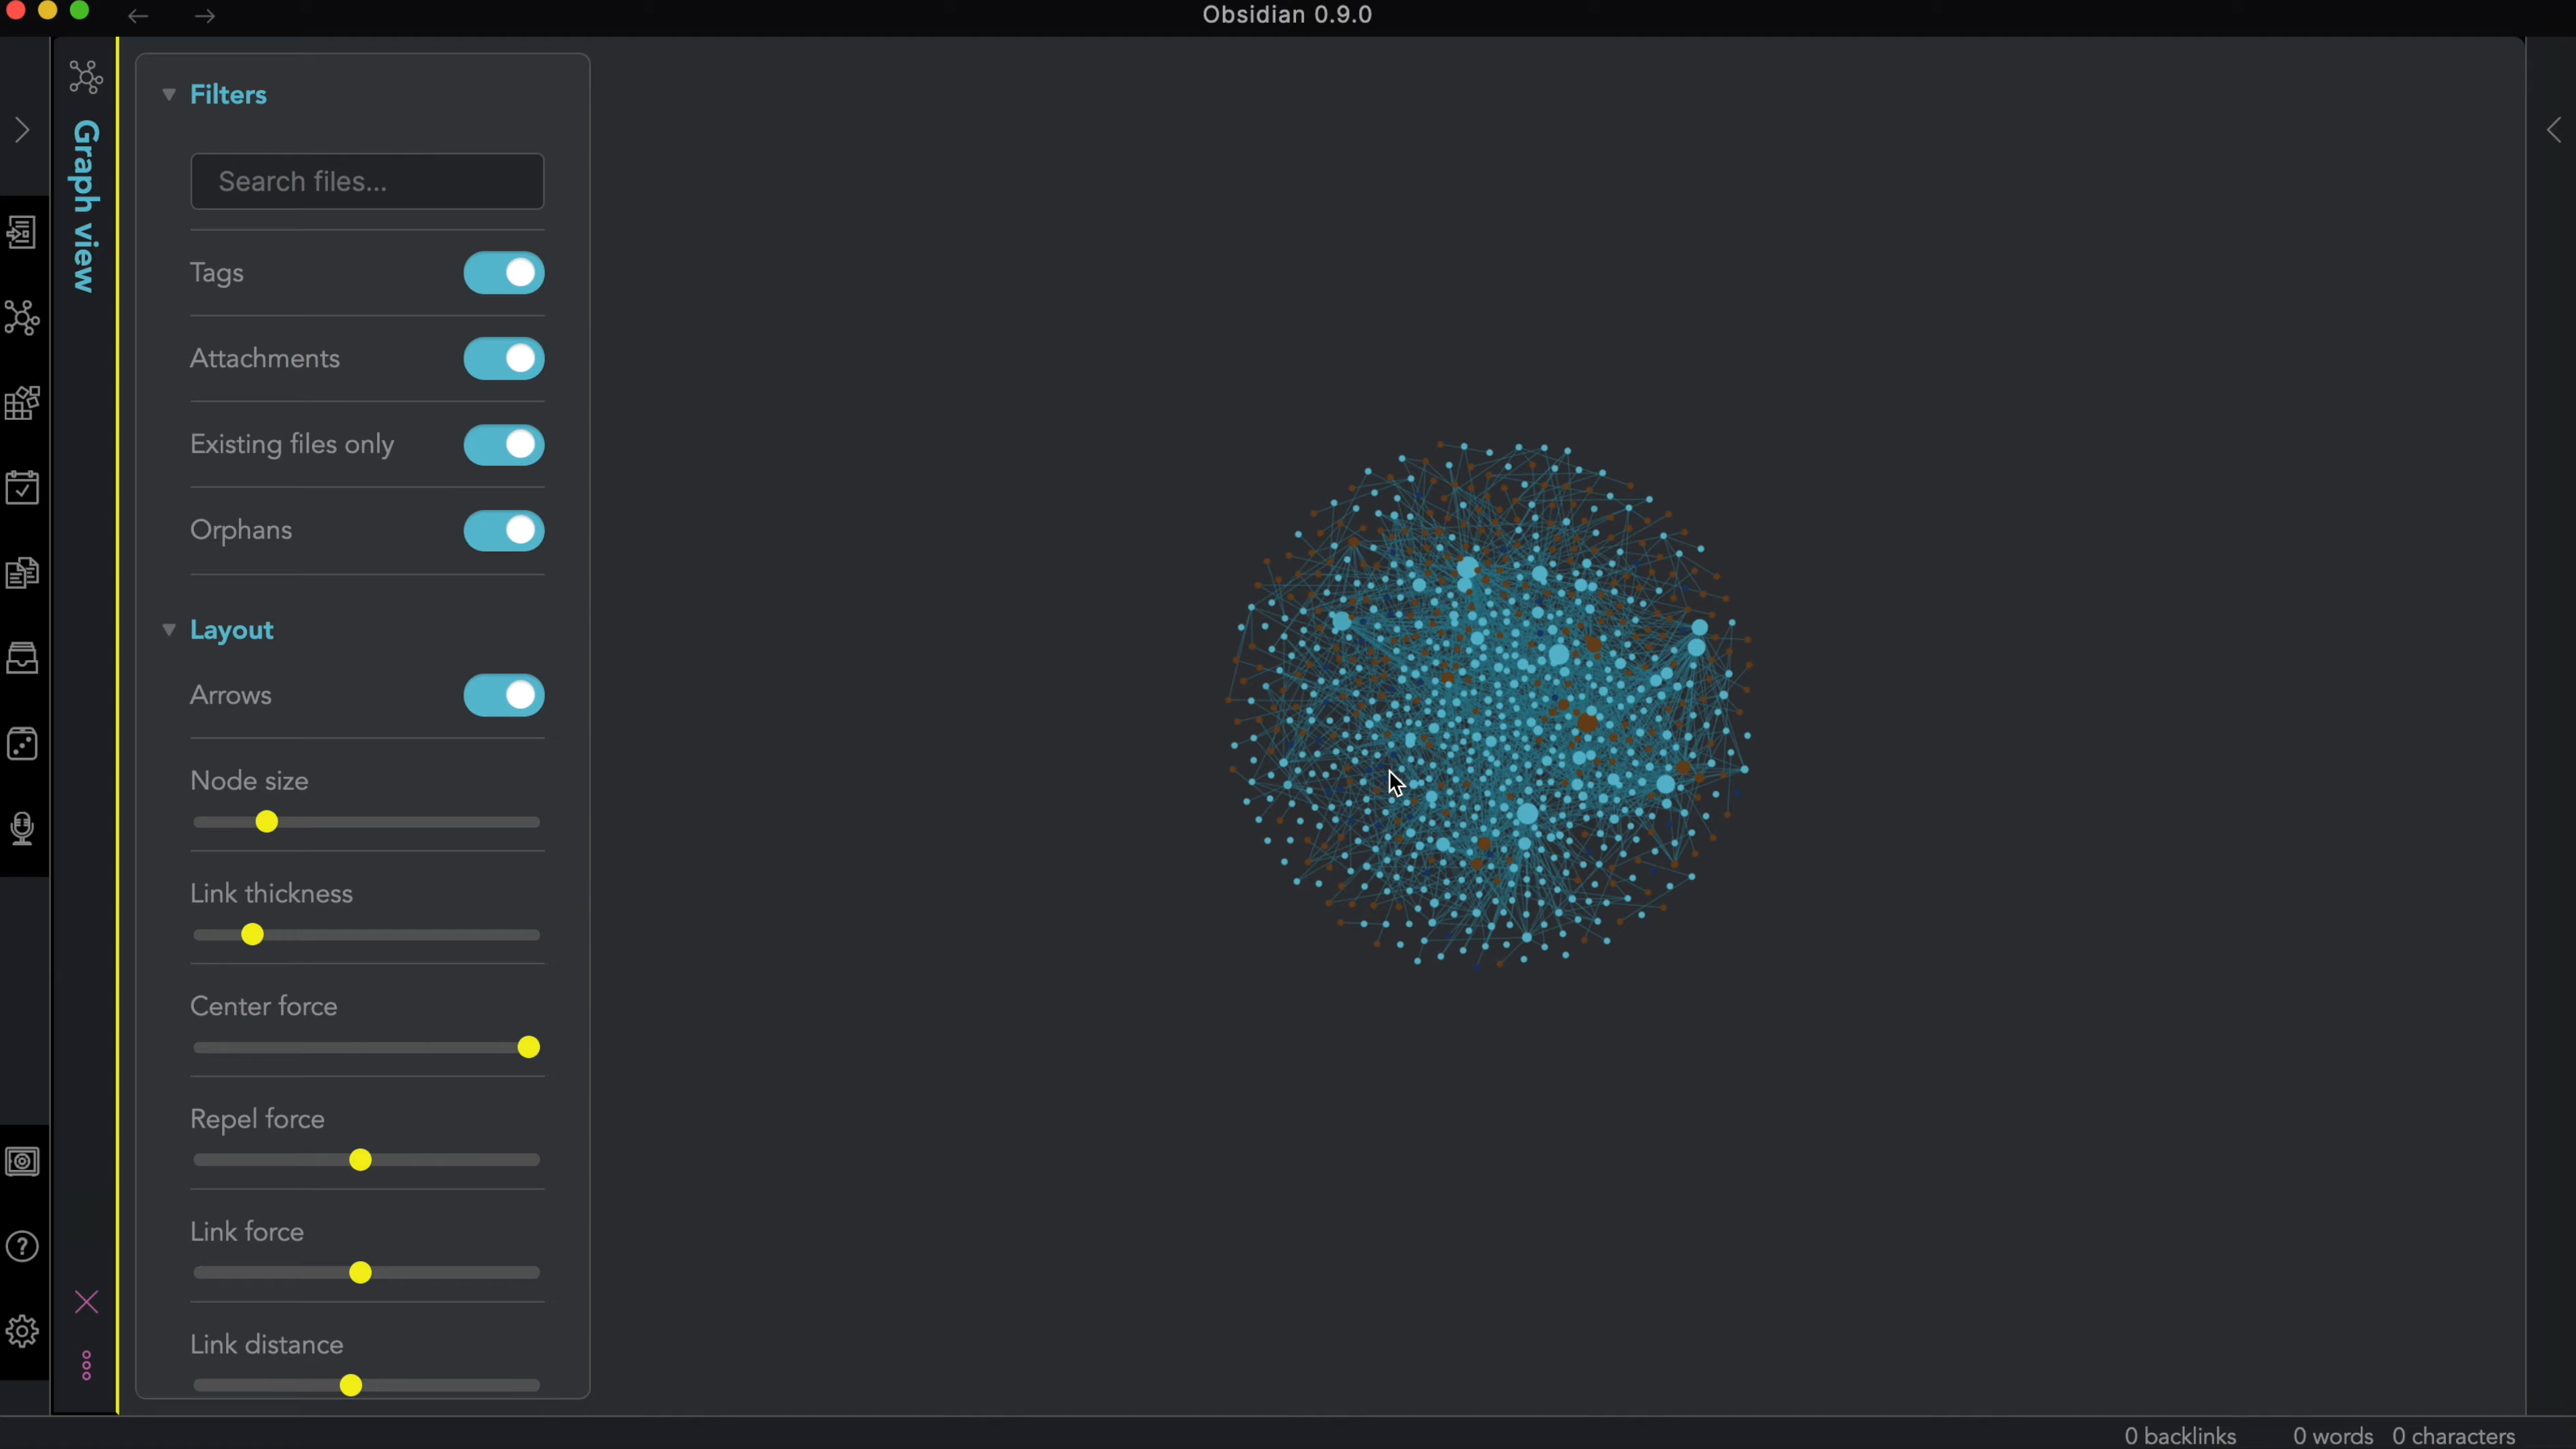 Obsidian 0.9.0
Graph view
Filters
Search files...
Tags
Attachments
Existing files only
Orphans
Layout
Arrows
Node size
Link thickness
Center force
Repel force
Link force
Link distance
0 backlinks 0 words 0 characters